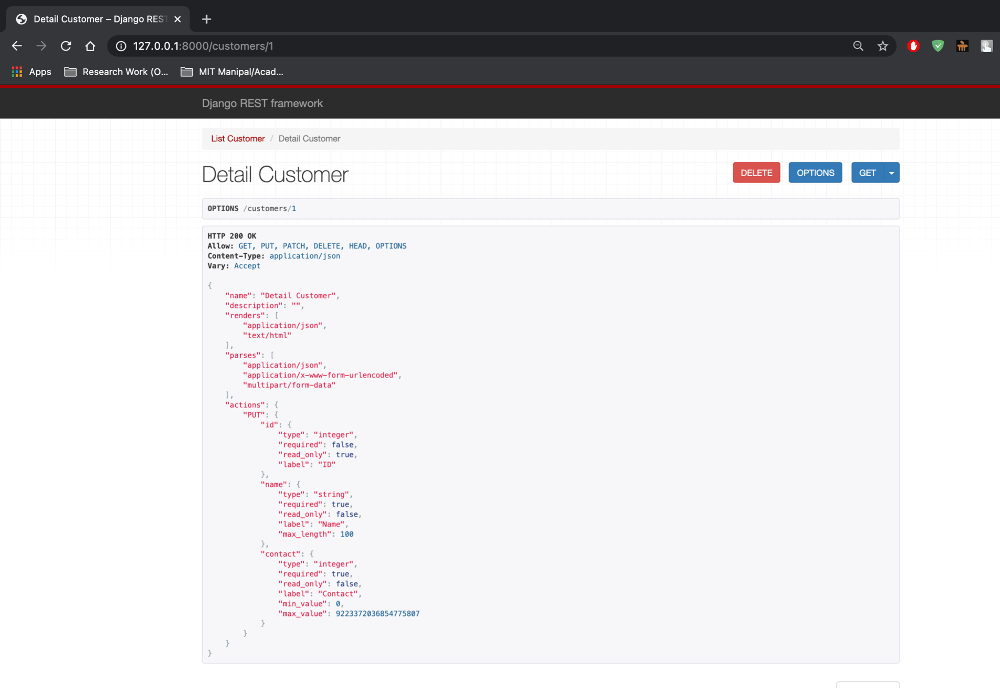 Detail Customer – Django REST
127.0.0.1:8000/customers/1
Apps
Research Work (O...
MIT Manipal/Acad...
Django REST framework
List Customer / Detail Customer
Detail Customer
DELETE
OPTIONS
GET
OPTIONS /customers/1
HTTP 200 OK
Allow: GET, PUT, PATCH, DELETE, HEAD, OPTIONS
Content-Type: application/json
Vary: Accept
{
    "name": "Detail Customer",
    "description": "",
    "renders": [
        "application/json",
        "text/html"
    ],
    "parses": [
        "application/json",
        "application/x-www-form-urlencoded",
        "multipart/form-data"
    ],
    "actions": {
        "PUT": {
            "id": {
                "type": "integer",
                "required": false,
                "read_only": true,
                "label": "ID"
            },
            "name": {
                "type": "string",
                "required": true,
                "read_only": false,
                "label": "Name",
                "max_length": 100
            },
            "contact": {
                "type": "integer",
                "required": true,
                "read_only": false,
                "label": "Contact",
                "min_value": 0,
                "max_value": 9223372036854775807
            }
        }
    }
}